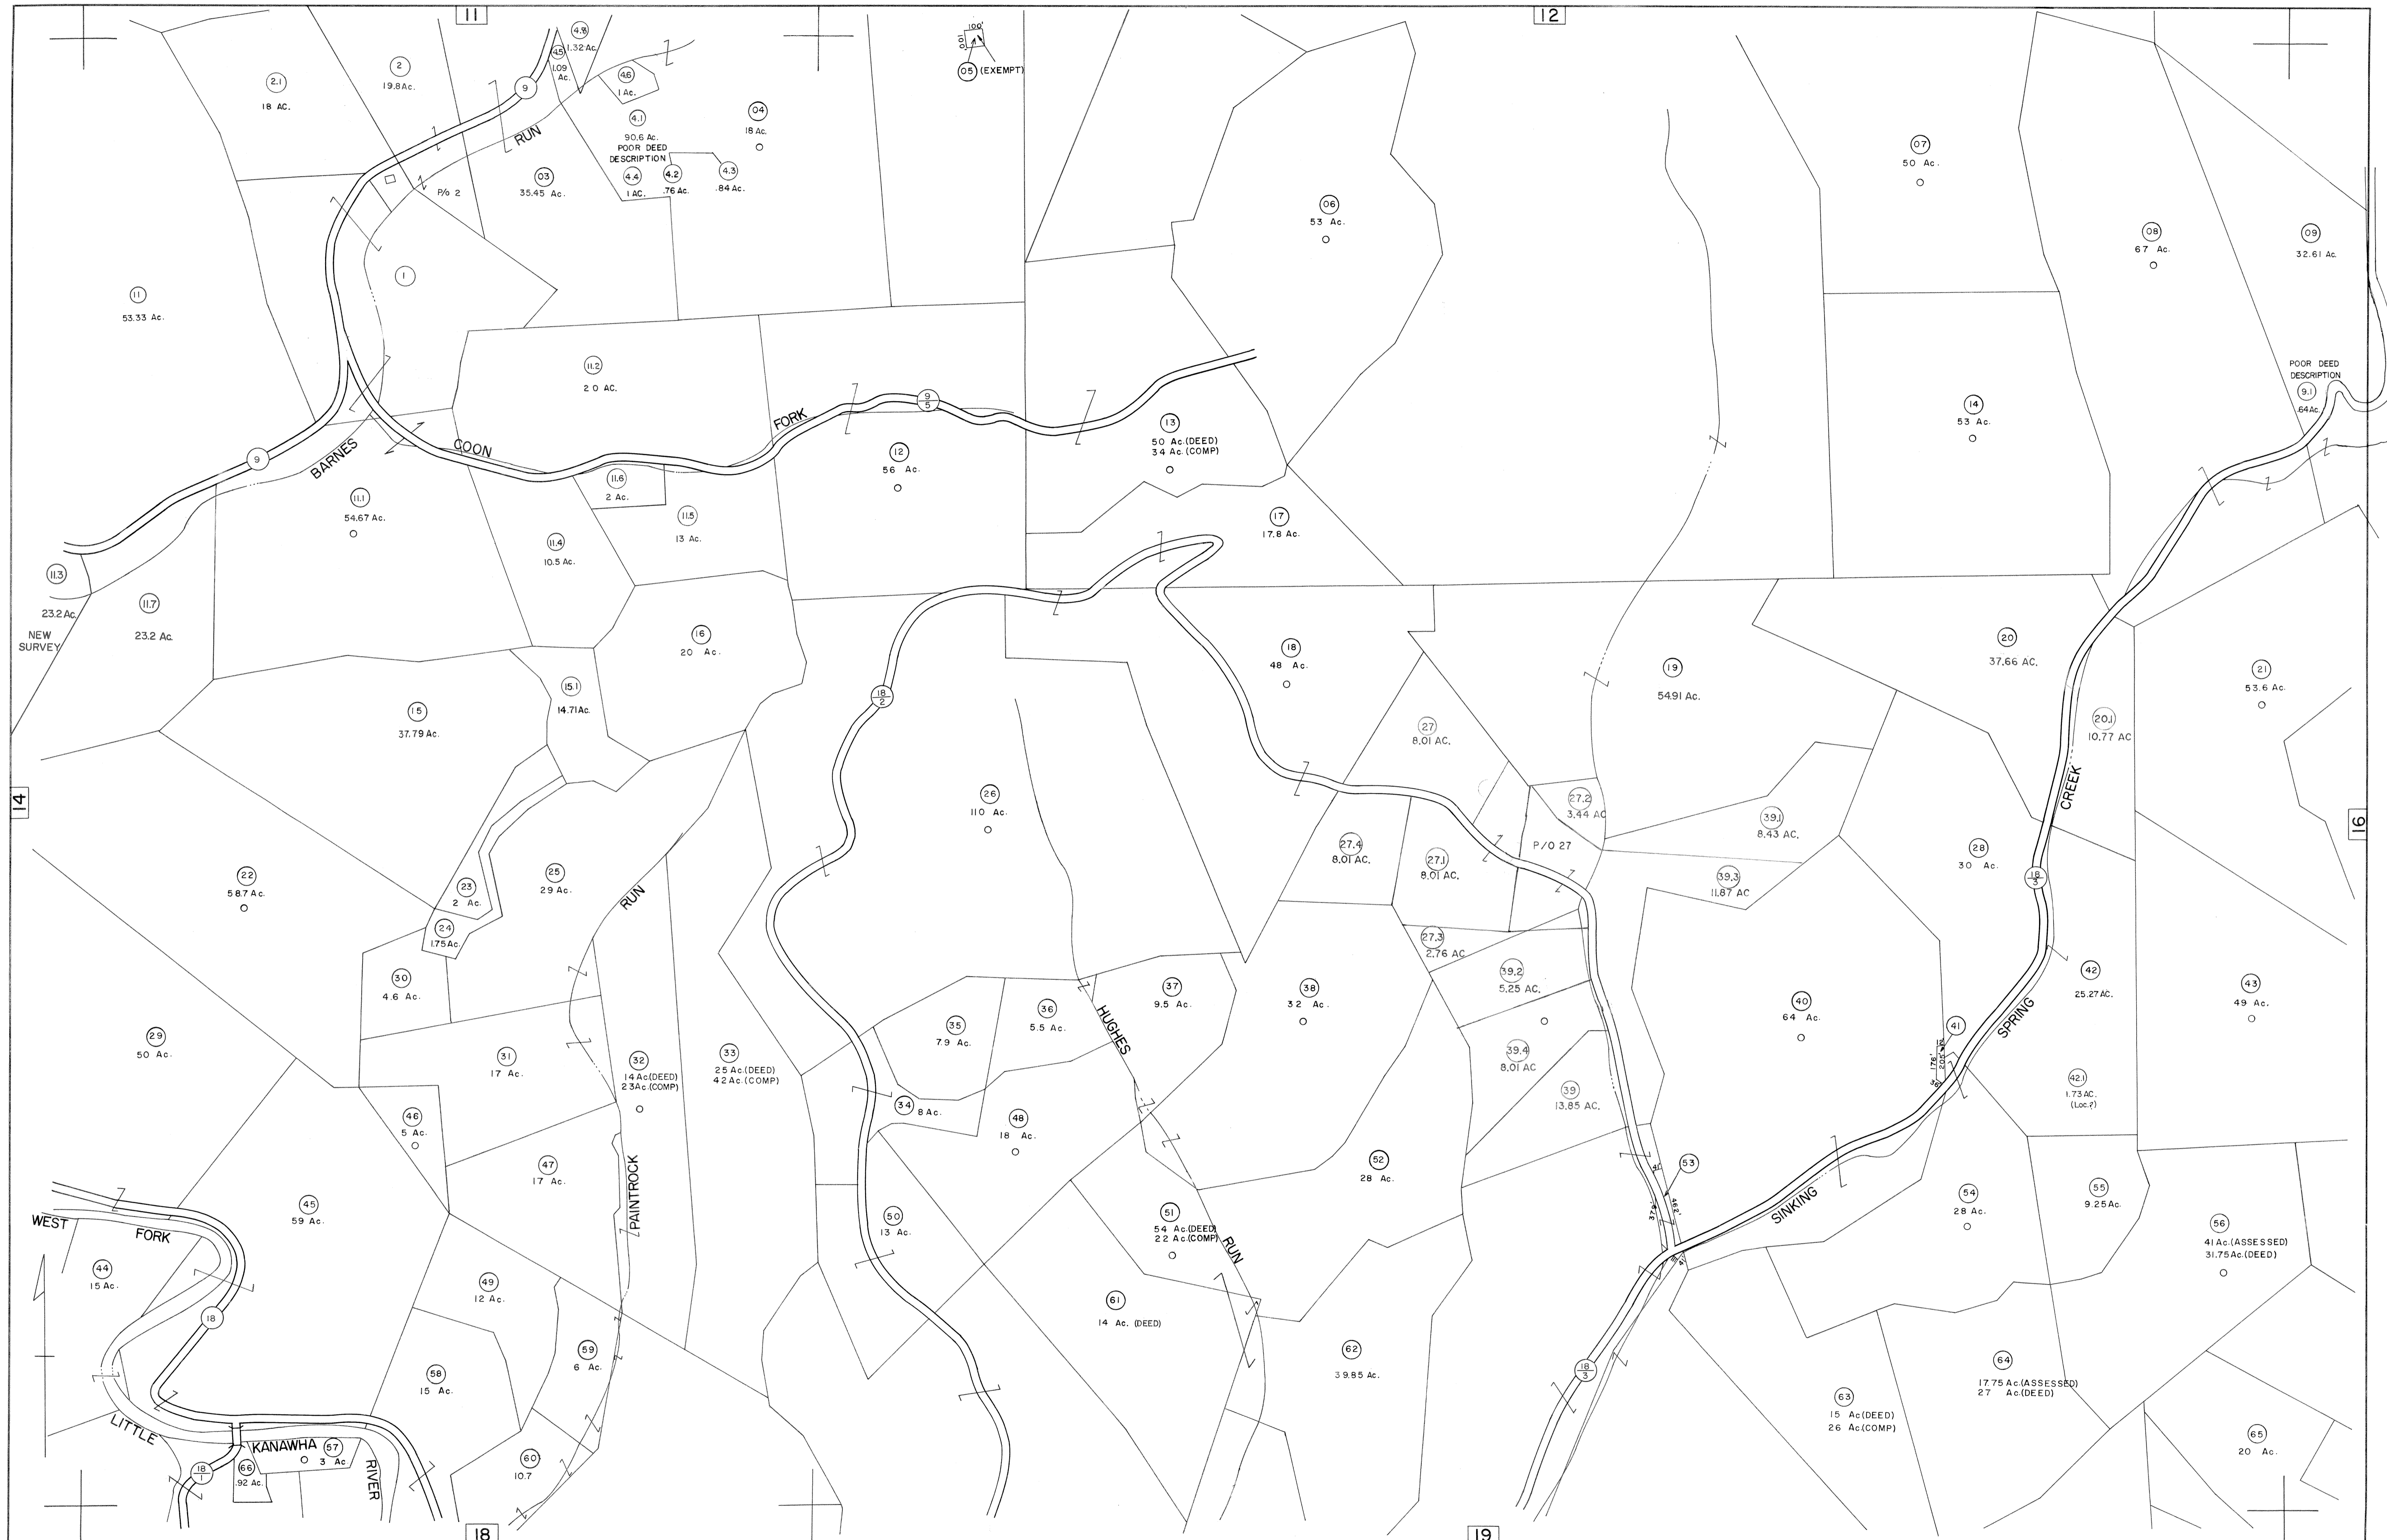 11
12
4.8
1.32 Ac.
4.5
1.09
Ac.
100'
100'
05 (EXEMPT)
2.1
18 AC.
2
19.8 Ac.
9
4.6
1 Ac.
RUN
4.1
90.6 Ac.
POOR DEED
DESCRIPTION
04
18 Ac.
4.4
1 AC.
4.2
.76 Ac.
4.3
.84 Ac.
03
35.45 Ac.
P/o 2
1
06
53 Ac.
07
50 Ac.
08
67 Ac.
09
32.61 Ac.
11
53.33 Ac.
11.2
20 AC.
9
5
FORK
COON
BARNES
9
13
50 Ac.(DEED)
34 Ac.(COMP)
14
53 Ac.
POOR DEED
DESCRIPTION
9.1
.64 Ac.
12
56 Ac.
11.1
54.67 Ac.
11.6
2 Ac.
11.5
13 Ac.
11.4
10.5 Ac.
17
17.8 Ac.
11.3
23.2 Ac.
NEW
SURVEY
11.7
23.2 Ac.
16
20 Ac.
18
48 Ac.
19
54.91 Ac.
20
37.66 AC.
21
53.6 Ac.
20.1
10.77 AC
15
37.79 Ac.
15.1
14.71 Ac.
18
2
27
8.01 AC.
14
26
110 Ac.
27.2
3.44 AC
39.1
8.43 AC.
CREEK
16
27.4
8.01 AC.
27.1
8.01 AC.
P/O 27
39.3
11.87 AC
28
30 Ac.
18
3
22
58.7 Ac.
23
2 Ac.
25
29 Ac.
RUN
24
1.75 Ac.
27.3
2.76 AC
39.2
5.25 AC.
30
4.6 Ac.
35
7.9 Ac.
36
5.5 Ac.
37
9.5 Ac.
38
32 Ac.
40
64 Ac.
42
25.27 AC.
43
49 Ac.
HUGHES
41
176'
205'
36'
SPRING
29
50 Ac.
31
17 Ac.
32
14 Ac.(DEED)
23 Ac.(COMP)
33
25 Ac.(DEED)
42 Ac.(COMP)
39.4
8.01 AC
39
13.85 AC.
42.1
1.73 AC.
(Loc.?)
34 8 Ac.
46
5 Ac.
48
18 Ac.
47
17 Ac.
PAINTROCK
52
28 Ac.
53
41'
462'
379'
SINKING
54
28 Ac.
55
9.25 Ac.
45
59 Ac.
WEST
FORK
50
13 Ac.
51
54 Ac.(DEED)
22 Ac.(COMP)
RUN
56
41 Ac.(ASSESSED)
31.75 Ac.(DEED)
44
15 Ac.
49
12 Ac.
18
61
14 Ac. (DEED)
59
6 Ac.
62
39.85 Ac.
18
3
58
15 Ac.
63
15 Ac(DEED)
26 Ac.(COMP)
64
17.75 Ac.(ASSESSED)
27 Ac.(DEED)
LITTLE
KANAWHA
57
3 Ac.
RIVER
18
1
66
.92 Ac.
60
10.7
65
20 Ac.
18
19